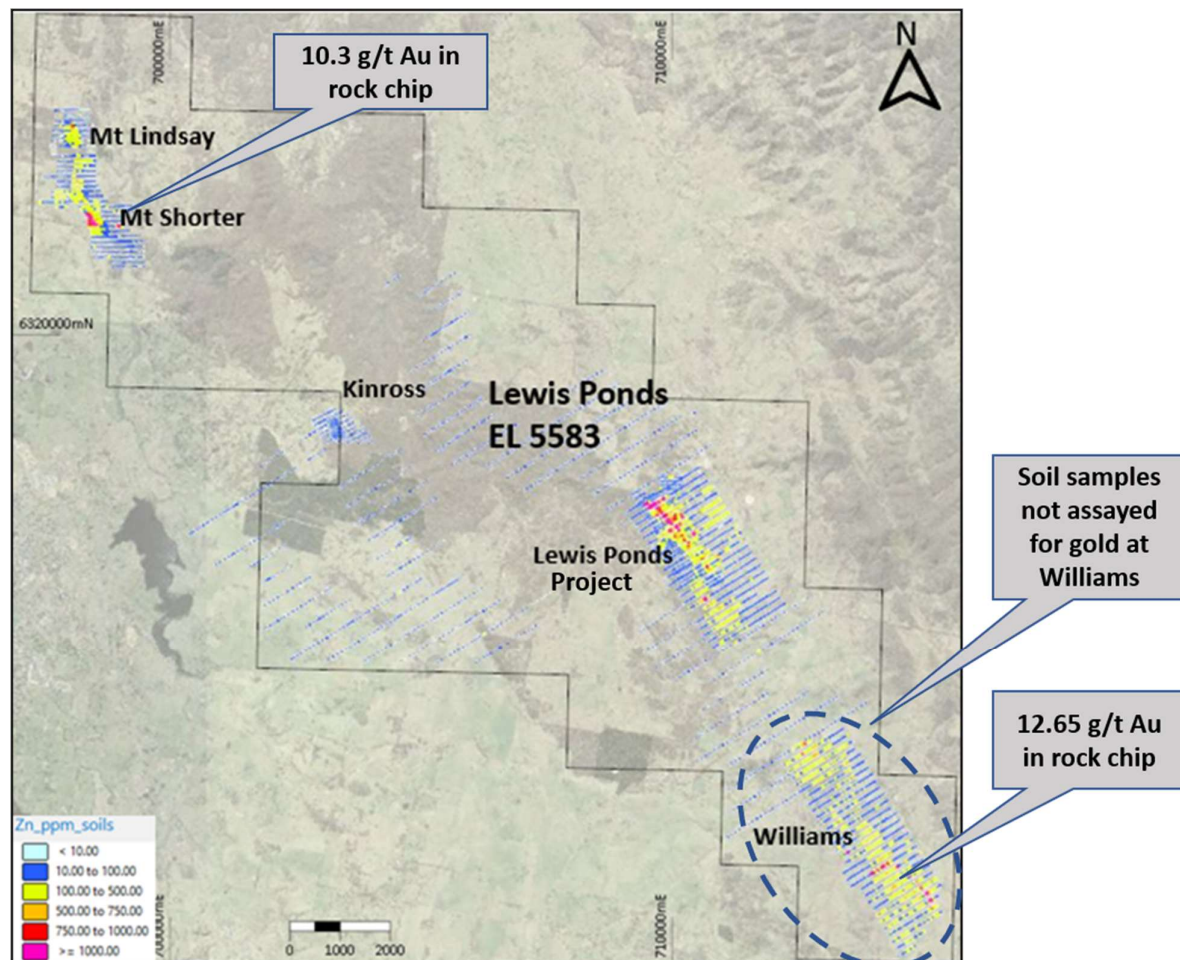 700000mE
710000mE
N
10.3 g/t Au in
rock chip
Mt Lindsay
Mt Shorter
6320000mN
Kinross
Lewis Ponds
EL 5583
Soil samples
not assayed
for gold at
Williams
Lewis Ponds
Project
12.65 g/t Au
in rock chip
Williams
Zn_ppm_soils
< 10.00
10.00 to 100.00
100.00 to 500.00
500.00 to 750.00
750.00 to 1000.00
>= 1000.00
0 1000 2000
700000mE
710000mE